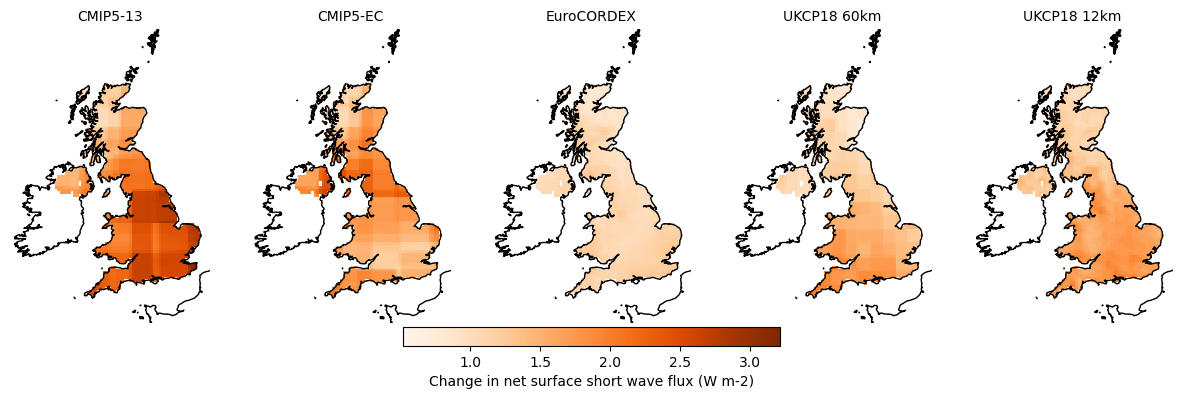 CMIP5-13 CMIP5-EC EuroCORDEX UKCP18 60km UKCP18 12km
1.0 1.5 2.0 2.5 3.0
Change in net surface short wave flux (W m-2)